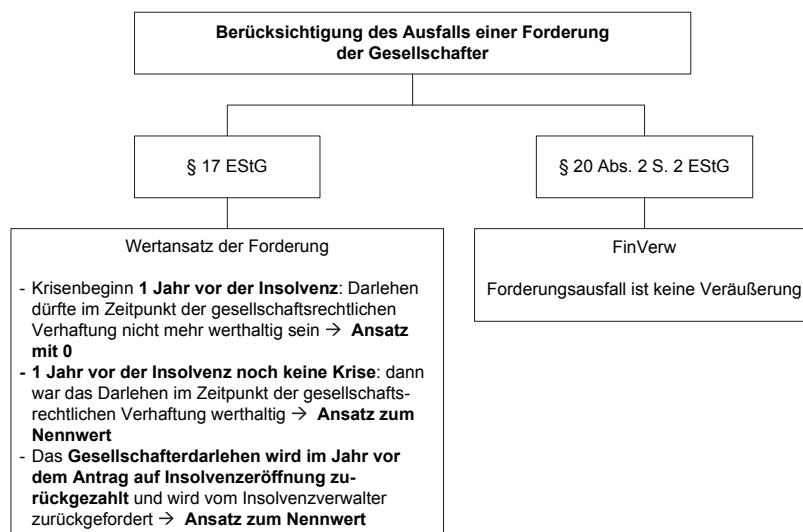 Berücksichtigung des Ausfalls einer Forderung
der Gesellschafter
§ 17 EStG
§ 20 Abs. 2 S. 2 EStG
Wertansatz der Forderung
- Krisenbeginn 1 Jahr vor der Insolvenz: Darlehen
dürfte im Zeitpunkt der gesellschaftsrechtlichen
Verhaftung nicht mehr werthaltig sein → Ansatz
mit 0
- 1 Jahr vor der Insolvenz noch keine Krise: dann
war das Darlehen im Zeitpunkt der gesellschafts-
rechtlichen Verhaftung werthaltig → Ansatz zum
Nennwert
- Das Gesellschafterdarlehen wird im Jahr vor
dem Antrag auf Insolvenzeröffnung zu-
rückgezahlt und wird vom Insolvenzverwalter
zurückgefordert → Ansatz zum Nennwert
FinVerw
Forderungsausfall ist keine Veräußerung